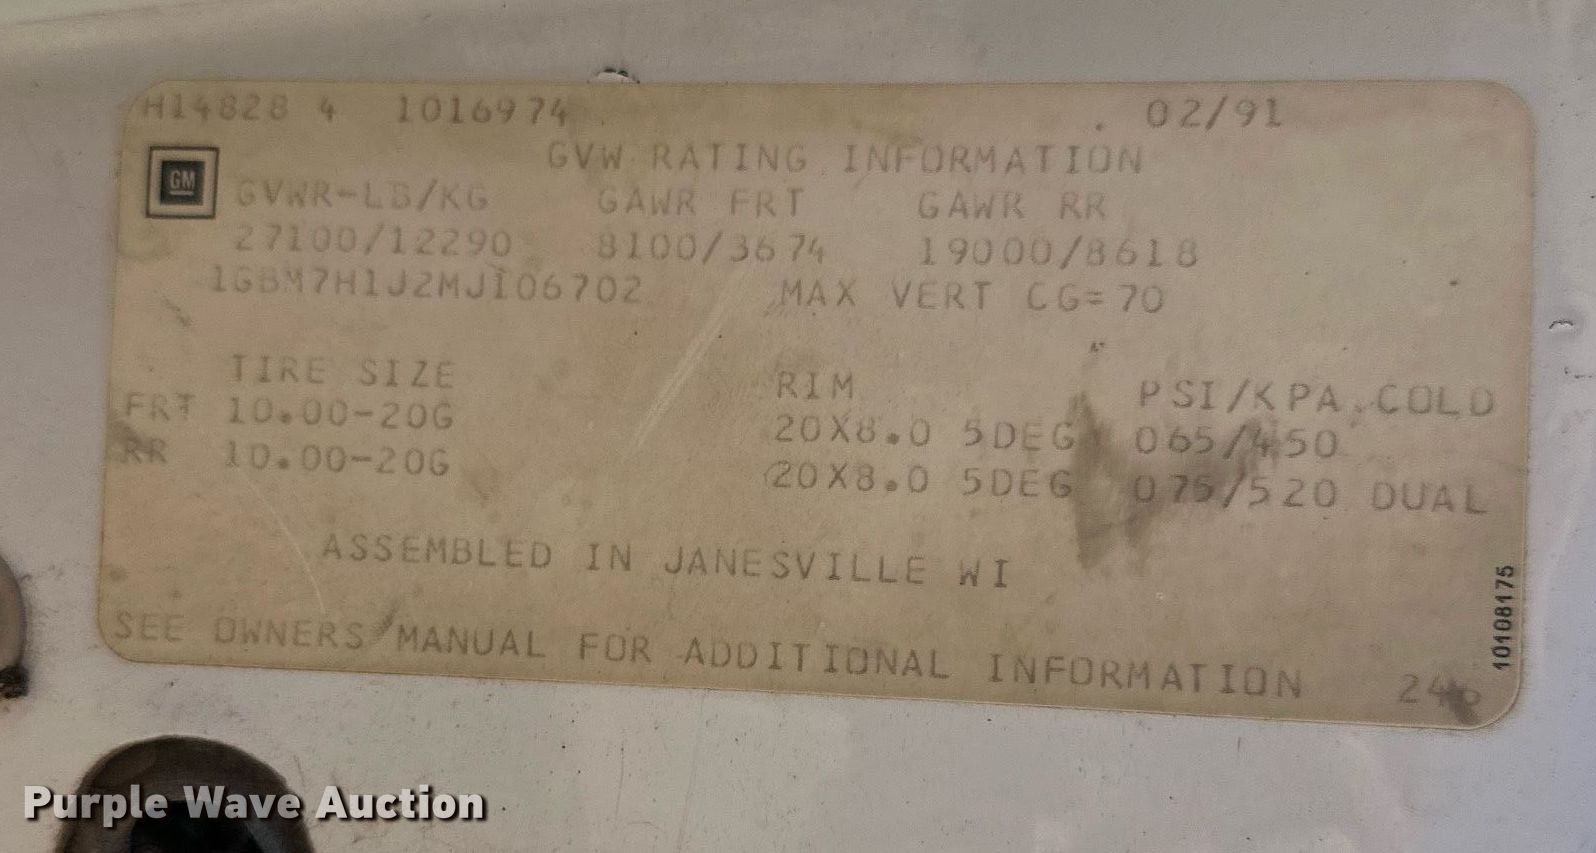 H14828 4 1016974 02/91
GVW RATING INFORMATION
GM
GVWR-LB/KG GAWR FRT GAWR RR
27100/12290 8100/3674 19000/8618
1GBM7H1J2MJ106702 MAX VERT CG=70
TIRE SIZE RIM PSI/KPA COLD
FRT 10.00-20G 20X8.0 5DEG 065/450
RR 10.00-20G 20X8.0 5DEG 075/520 DUAL
ASSEMBLED IN JANESVILLE WI
SEE OWNERS MANUAL FOR ADDITIONAL INFORMATION
10108175
Purple Wave Auction